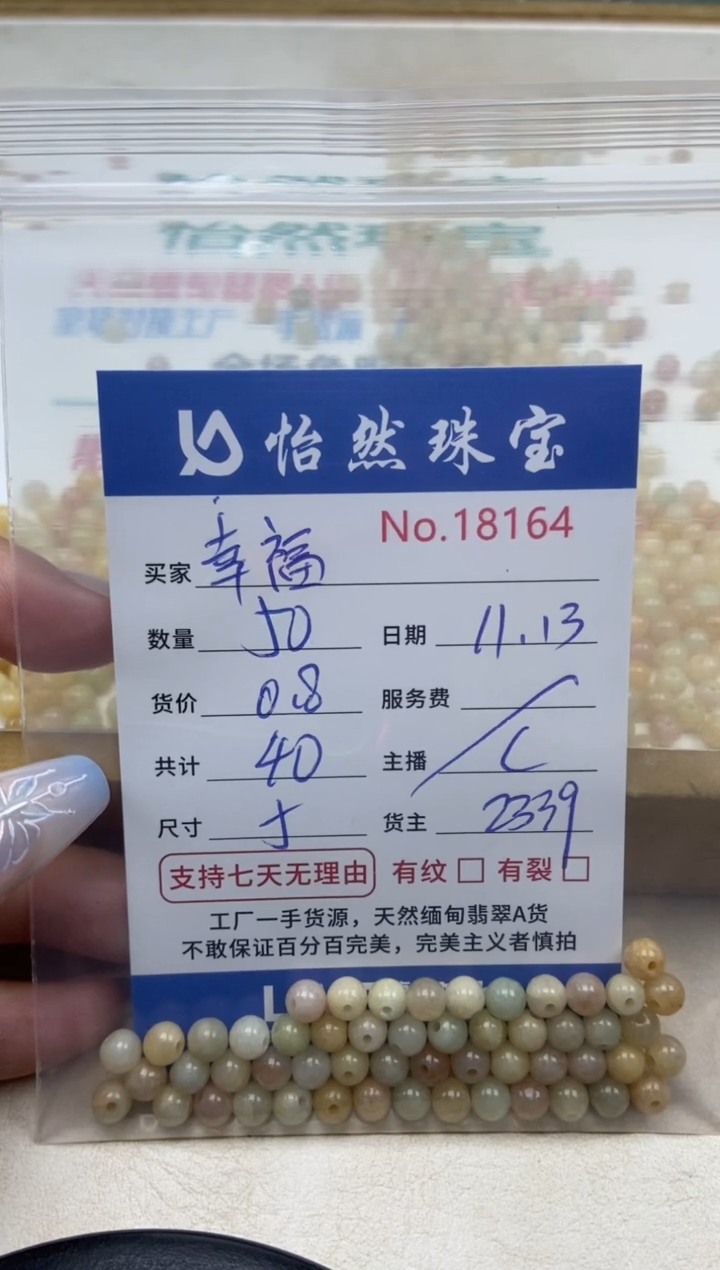 怡然珠宝
怡然珠宝
No.18164
买家 幸福
数量 50 日期 11.13
货价 0.8 服务费
共计 40 主播 C
尺寸 5 货主 2339
支持七天无理由 有纹 □ 有裂 □
工厂一手货源，天然缅甸翡翠A货
不敢保证百分百完美，完美主义者慎拍